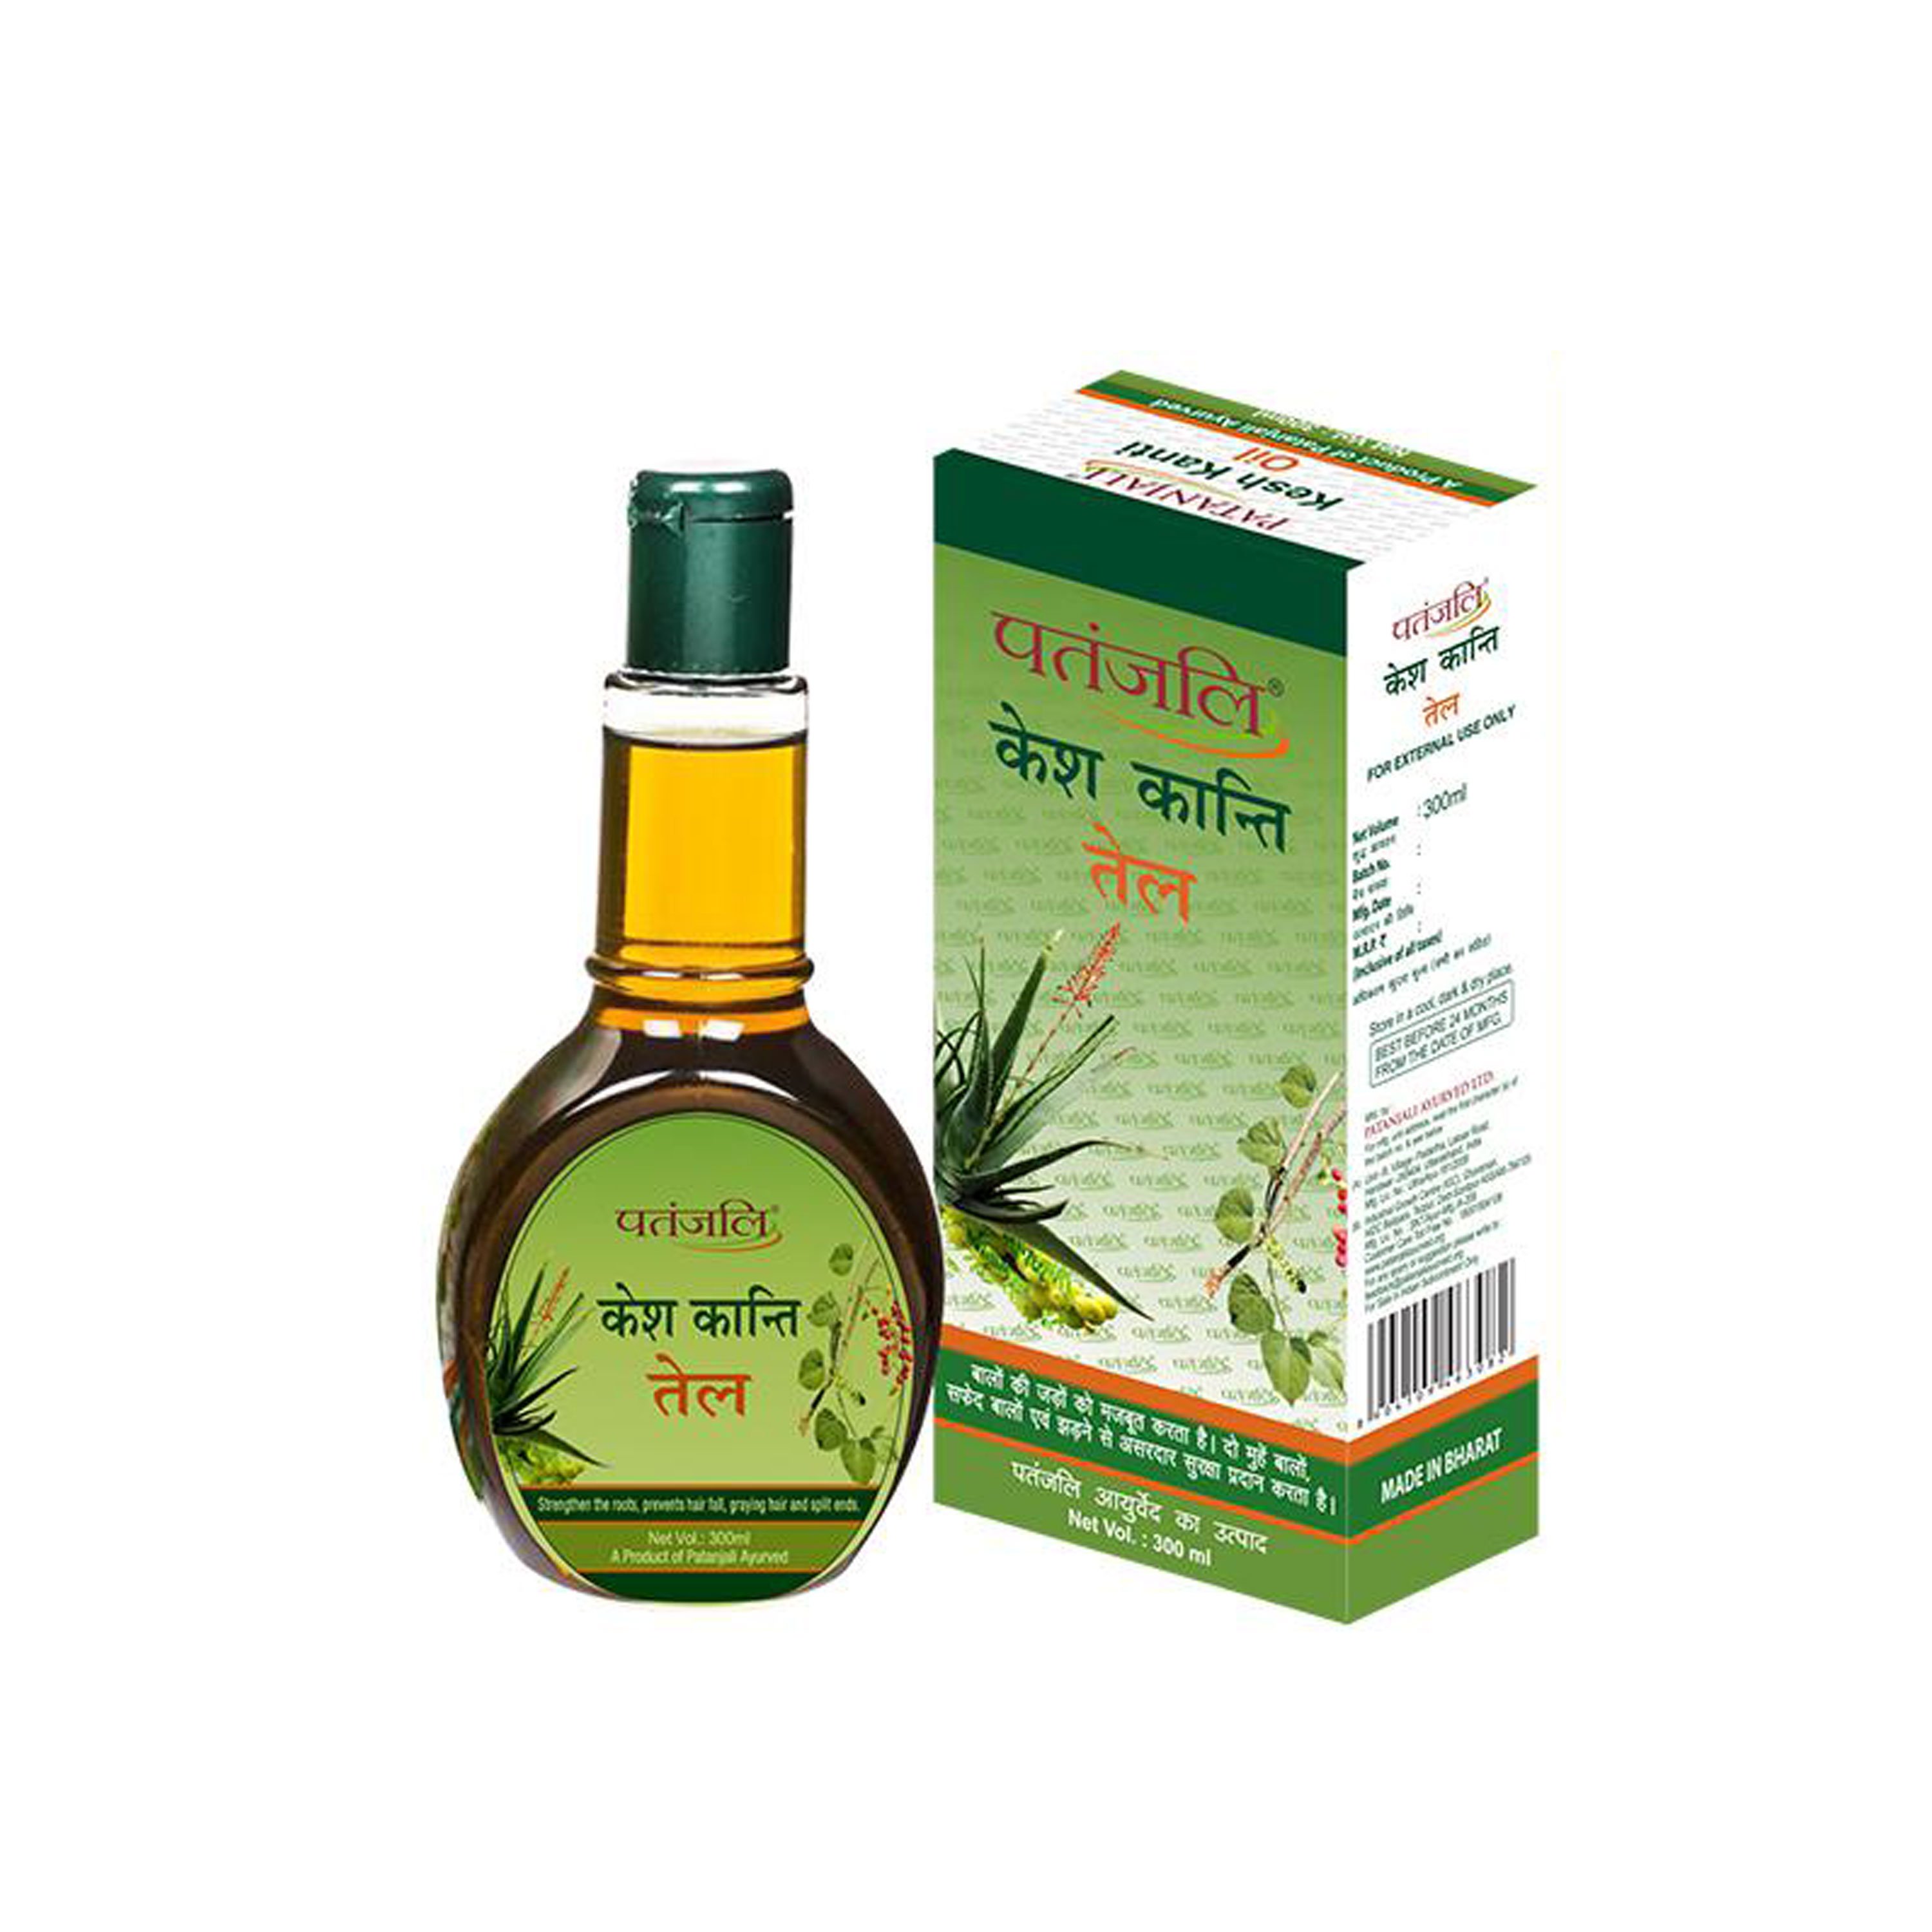 पतंजलि®
केश कान्ति
तेल
Strengthen the roots, prevents hair fall, graying hair and split ends.
Net Vol.: 300ml
A Product of Patanjali Ayurved
PATANJALI
Kesh Kanti
Oil
A Product of Patanjali Ayurved
पतंजलि®
केश कान्ति
तेल
बालों की जड़ों को मजबूत करता है। दो मुहें बालों,
सफेद बालों एवं झड़ने से असरदार सुरक्षा प्रदान करता है।
पतंजलि आयुर्वेद का उत्पाद
Net Vol. : 300 ml
पतंजलि®
केश कान्ति
तेल
FOR EXTERNAL USE ONLY
Net Volume : 300ml
Batch No. :
Mfg. Date :
M.R.P. ₹ :
(Inclusive of all taxes)
Store in a cool, dark & dry place.
BEST BEFORE 24 MONTHS
FROM THE DATE OF MFG.
PATANJALI AYURVED LTD.
MADE IN BHARAT